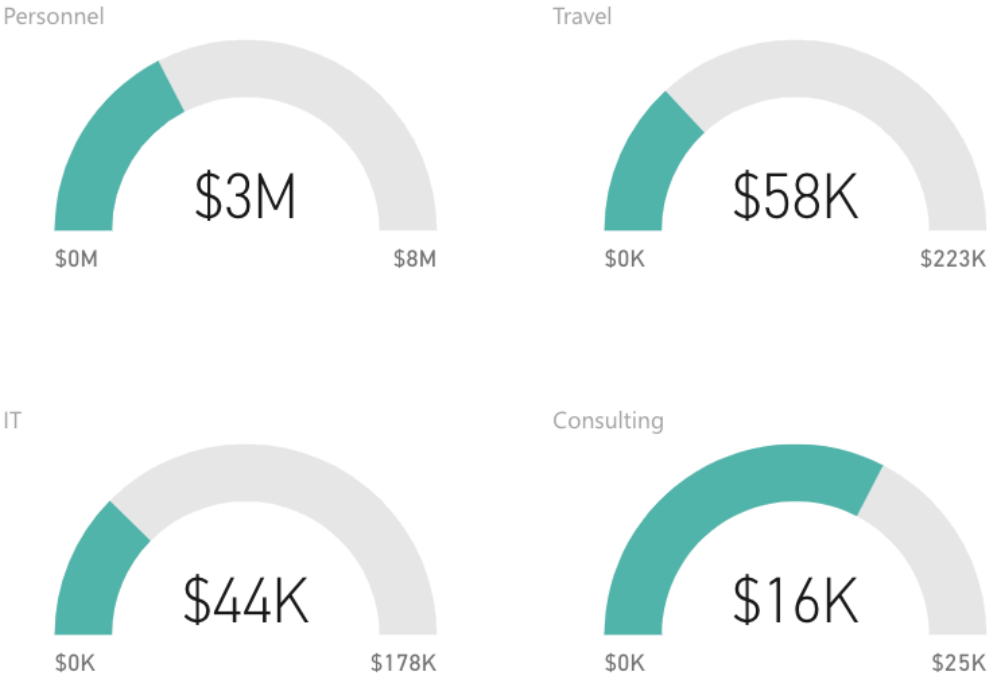 Personnel
$3M
$0M
$8M
Travel
$58K
$0K
$223K
IT
$44K
$0K
$178K
Consulting
$16K
$0K
$25K